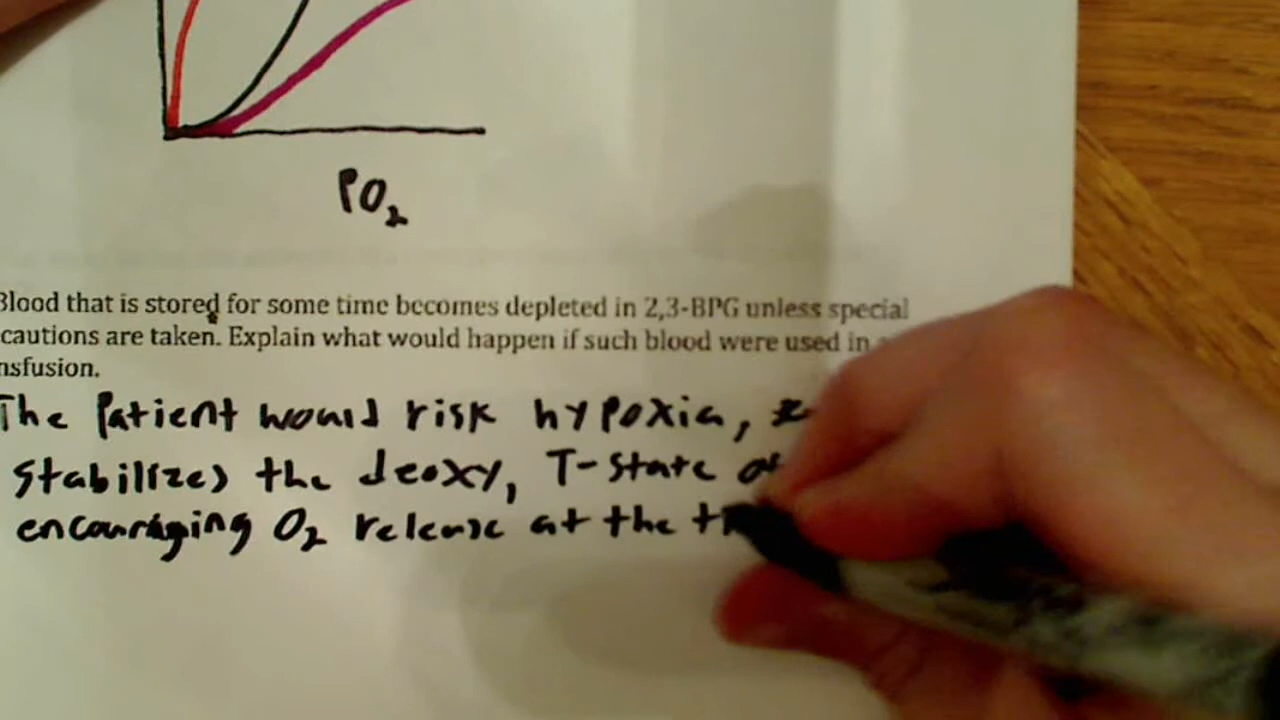 PO2
Blood that is stored for some time becomes depleted in 2,3-BPG unless special
cautions are taken. Explain what would happen if such blood were used in
nsfusion.
The Patient would risk hypoxia,
stabilizes the deoxy, T-state
encouraging O2 release at the